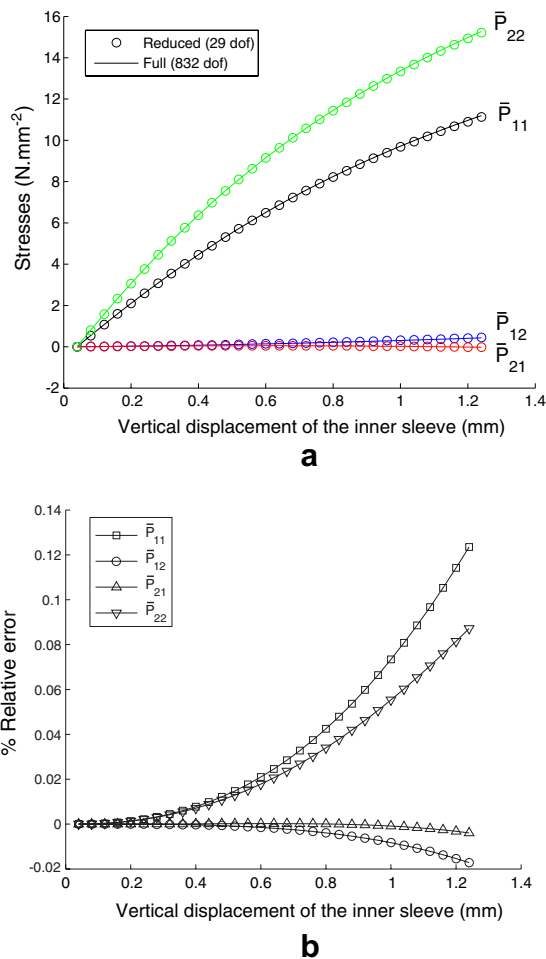 16
14
12
10
8
6
4
2
0
-2
Stresses (N.mm⁻²)
Reduced (29 dof)
Full (832 dof)
P̄₂₂
P̄₁₁
P̄₁₂
P̄₂₁
0 0.2 0.4 0.6 0.8 1 1.2 1.4
Vertical displacement of the inner sleeve (mm)
a
0.14
0.12
0.1
0.08
0.06
0.04
0.02
0
-0.02
% Relative error
P̄₁₁
P̄₁₂
P̄₂₁
P̄₂₂
0 0.2 0.4 0.6 0.8 1 1.2 1.4
Vertical displacement of the inner sleeve (mm)
b